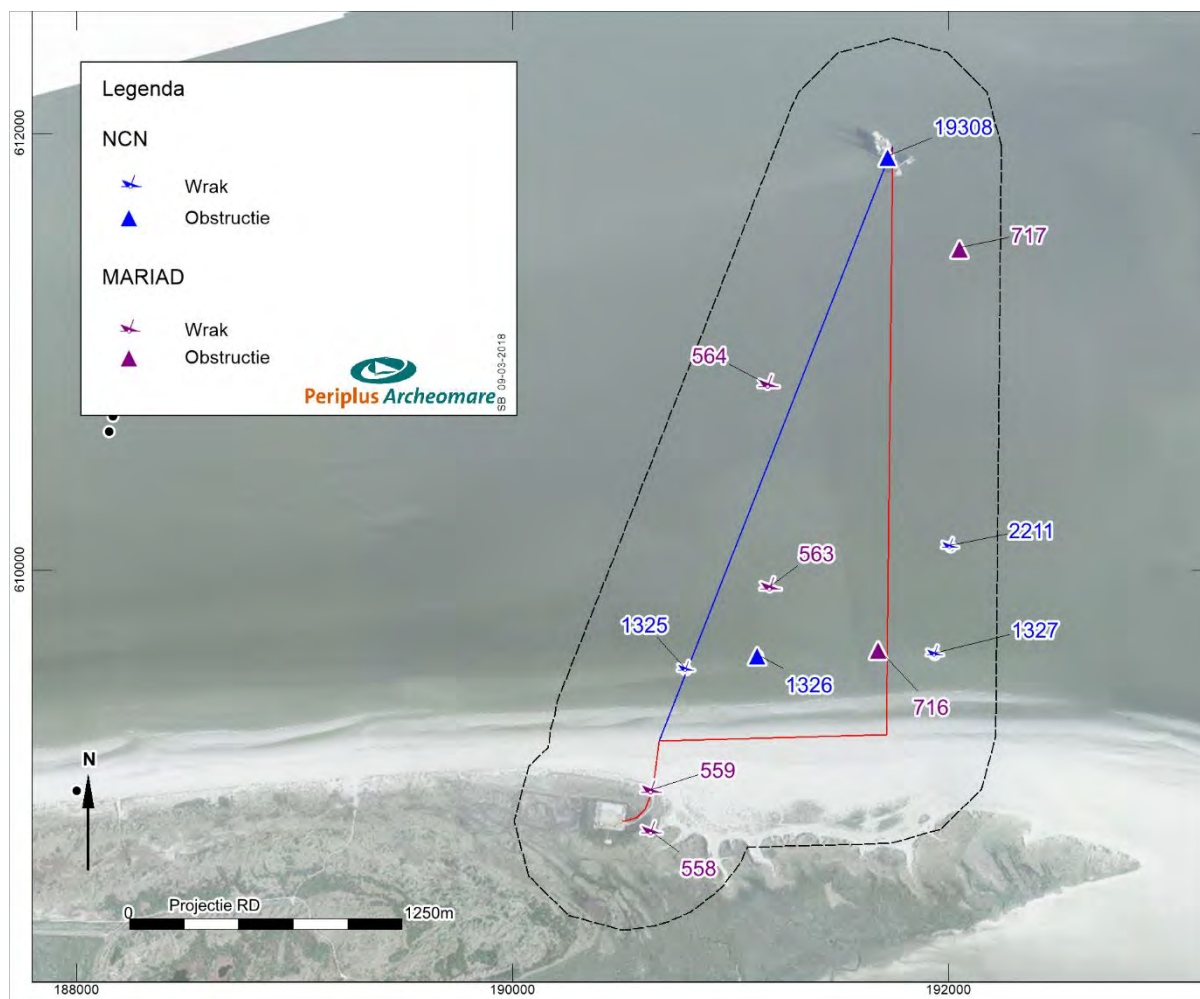 Legenda
NCN
Wrak
Obstructie
MARIAD
Wrak
Obstructie
Periplus Archeomare
SB 09-03-2018
19308
717
564
2211
563
1325
1327
1326
716
559
558
N
Projectie RD
0 1250m
612000
610000
188000 190000 192000